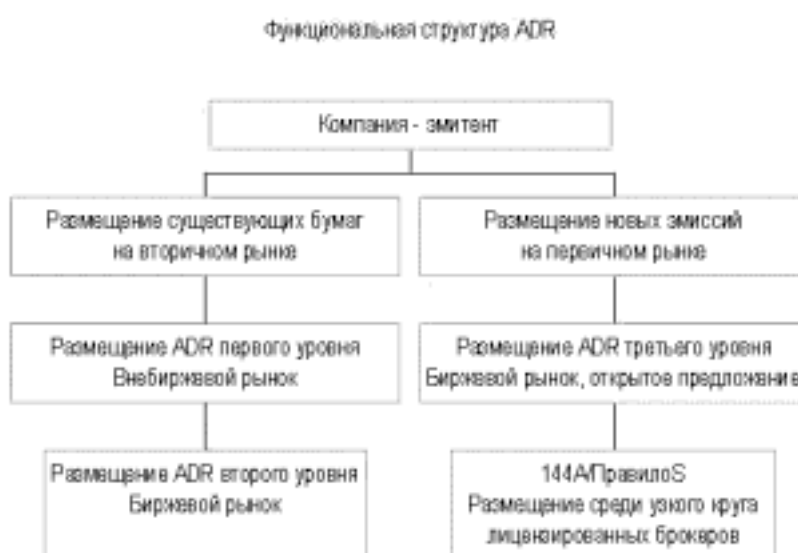 Функциональная структура ADR
Компания - эмитент
Размещение существующих бумаг
на вторичном рынке
Размещение новых эмиссий
на первичном рынке
Размещение ADR первого уровня
Внебиржевой рынок
Размещение ADR третьего уровня
Биржевой рынок, открытое предложение
Размещение ADR второго уровня
Биржевой рынок
144A/ПравилоS
Размещение среди узкого круга
лицензированных брокеров